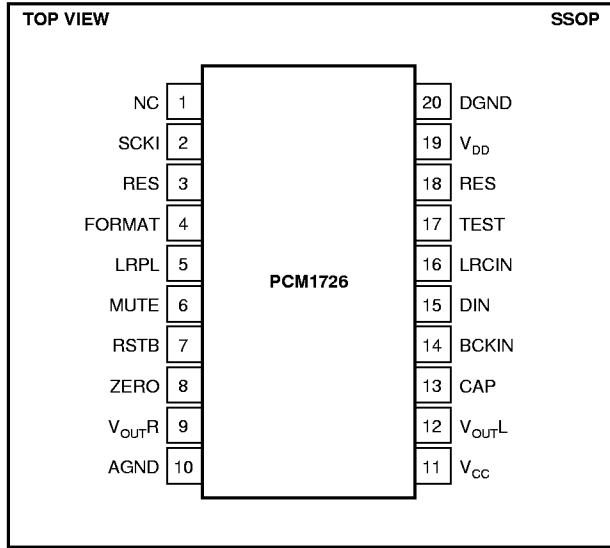 TOP VIEW SSOP
NC 1 20 DGND
SCKI 2 19 VDD
RES 3 18 RES
FORMAT 4 17 TEST
LRPL 5 16 LRCIN
PCM1726
MUTE 6 15 DIN
RSTB 7 14 BCKIN
ZERO 8 13 CAP
VOUTR 9 12 VOUTL
AGND 10 11 VCC